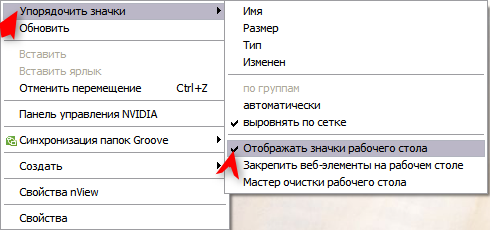 Упорядочить значки
Обновить
Вставить
Вставить ярлык
Отменить перемещение Ctrl+Z
Панель управления NVIDIA
Синхронизация папок Groove
Создать
Свойства nView
Свойства
Имя
Размер
Тип
Изменен
по группам
автоматически
выровнять по сетке
Отображать значки рабочего стола
Закрепить веб-элементы на рабочем столе
Мастер очистки рабочего стола